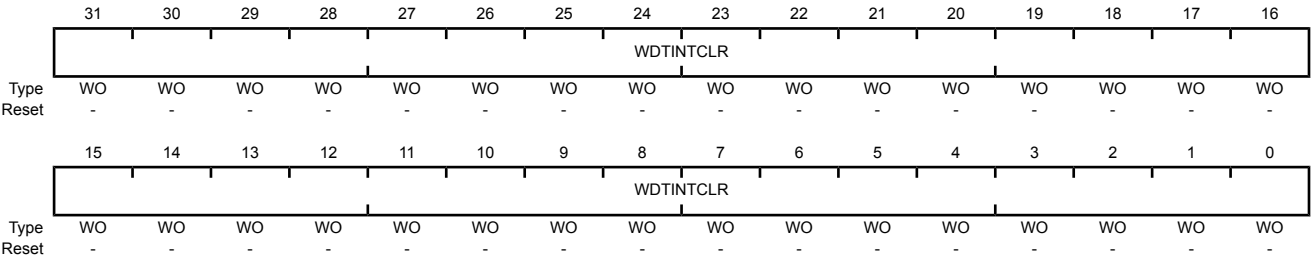 31 30 29 28 27 26 25 24 23 22 21 20 19 18 17 16
WDTINTCLR
Type WO WO WO WO WO WO WO WO WO WO WO WO WO WO WO WO
Reset - - - - - - - - - - - - - - - -
15 14 13 12 11 10 9 8 7 6 5 4 3 2 1 0
WDTINTCLR
Type WO WO WO WO WO WO WO WO WO WO WO WO WO WO WO WO
Reset - - - - - - - - - - - - - - - -